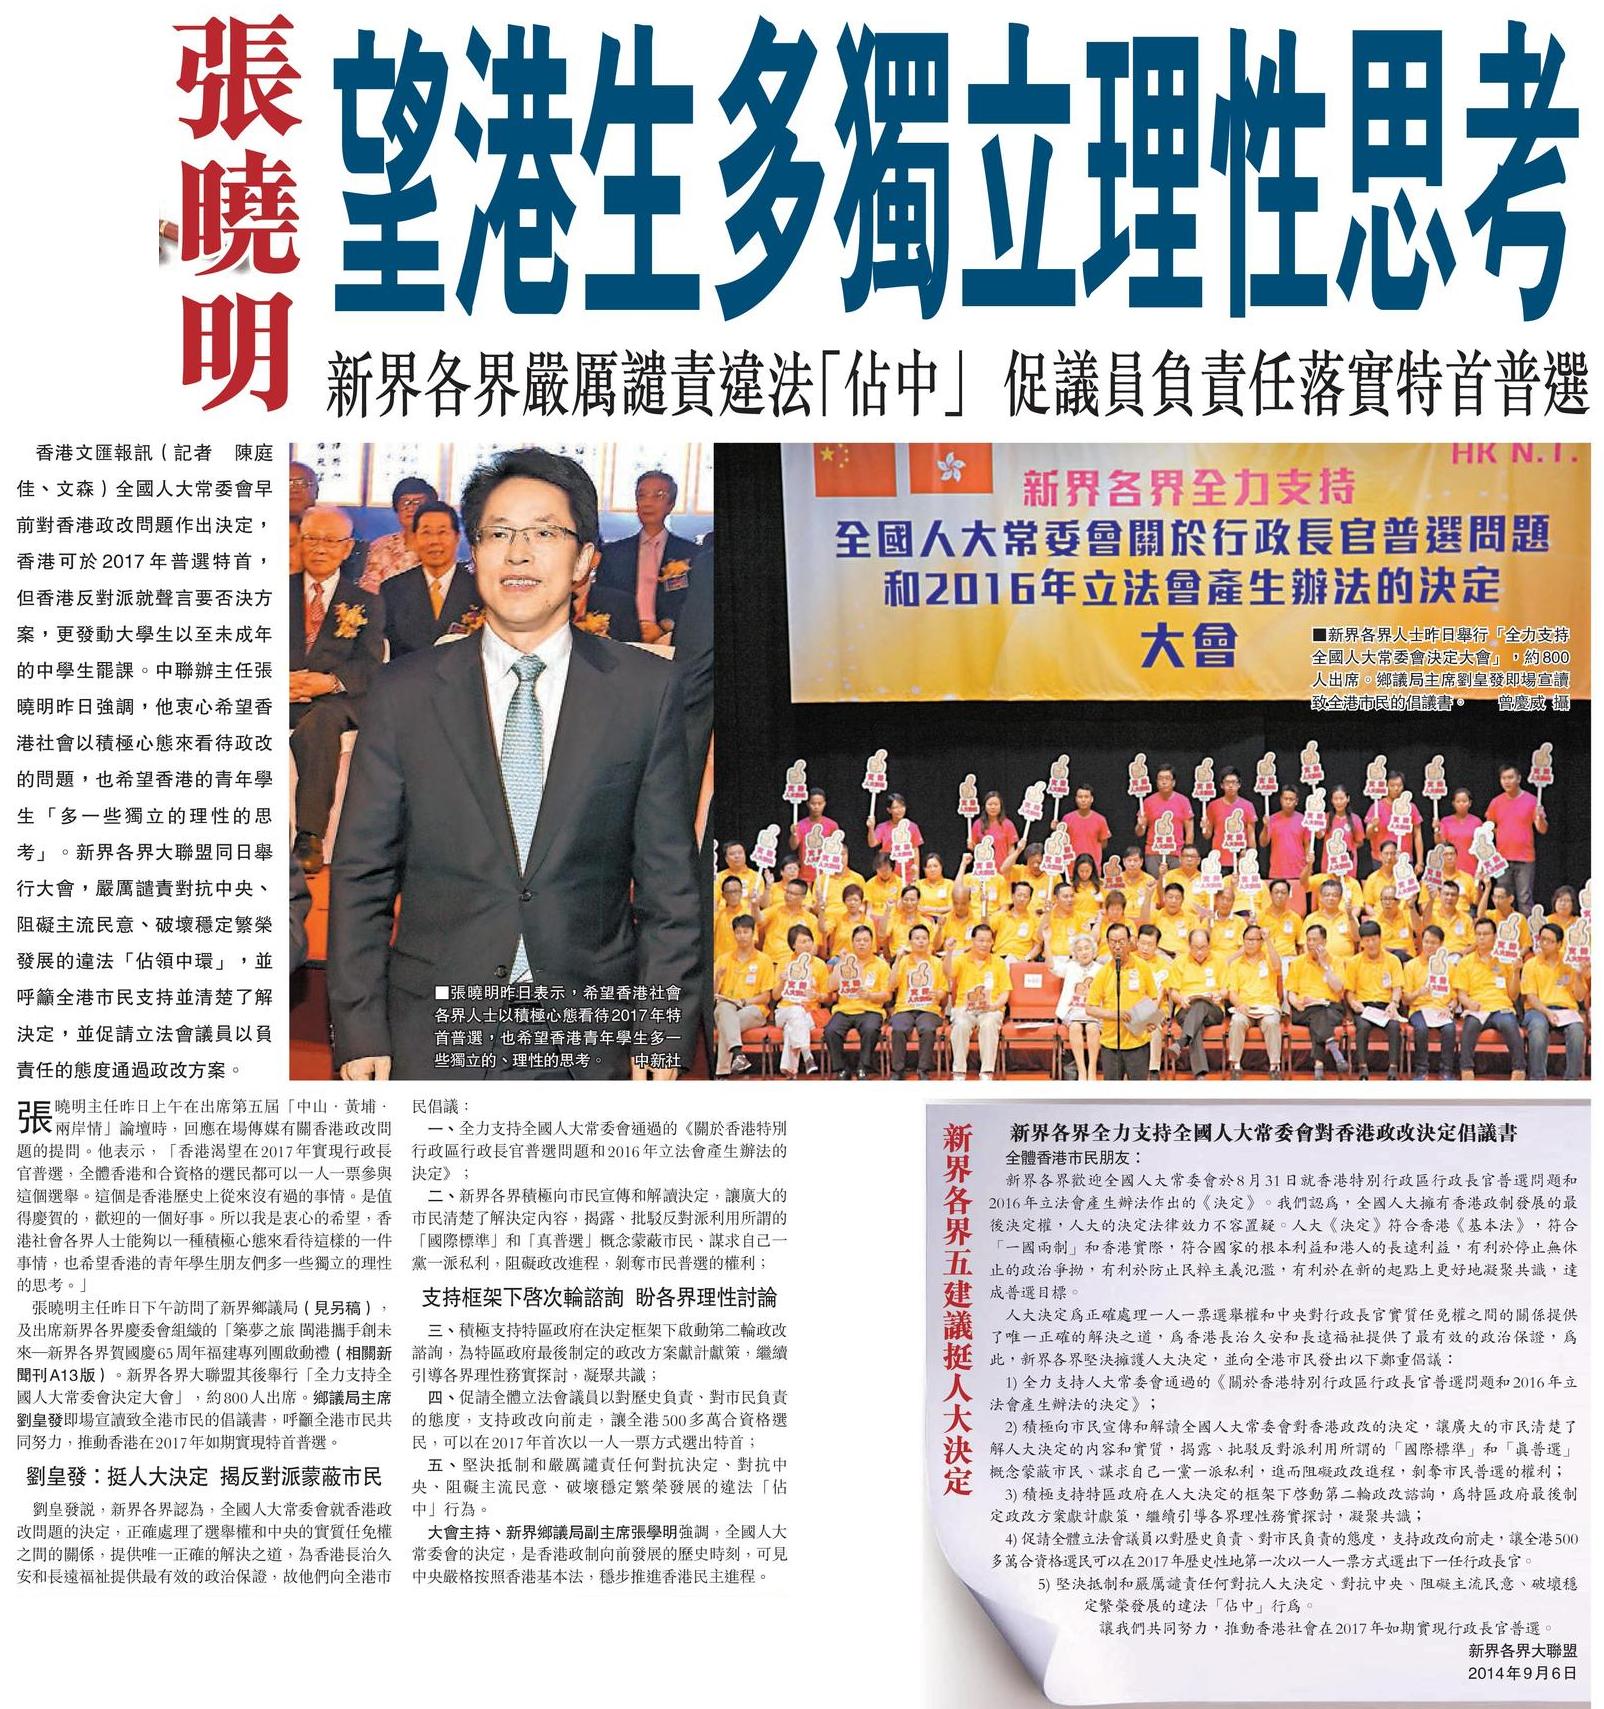 張曉明
望港生多獨立理性思考
新界各界嚴厲譴責違法「佔中」 促議員負責任落實特首普選
香港文匯報訊（記者 陳庭
佳、文森）全國人大常委會早
前對香港政改問題作出決定，
香港可於2017年普選特首，
但香港反對派就聲言要否決方
案，更發動大學生以至未成年
的中學生罷課。中聯辦主任張
曉明昨日強調，他衷心希望香
港社會以積極心態來看待政改
的問題，也希望香港的青年學
生「多一些獨立的理性的思
考」。新界各界大聯盟同日舉
行大會，嚴厲譴責對抗中央、
阻礙主流民意、破壞穩定繁榮
發展的違法「佔領中環」，並
呼籲全港市民支持並清楚了解
決定，並促請立法會議員以負
責任的態度通過政改方案。
■張曉明昨日表示，希望香港社會
各界人士以積極心態看待2017年特
首普選，也希望香港青年學生多一
些獨立的、理性的思考。 中新社
HK N.T.
新界各界全力支持
全國人大常委會關於行政長官普選問題
和2016年立法會產生辦法的決定
大會
■新界各界人士昨日舉行「全力支持
全國人大常委會決定大會」，約800
人出席。鄉議局主席劉皇發即場宣讀
致全港市民的倡議書。 曾慶威 攝
張曉明主任昨日上午在出席第五屆「中山．黃埔．
兩岸情」論壇時，回應在場傳媒有關香港政改問
題的提問。他表示，「香港渴望在2017年實現行政長
官普選，全體香港和合資格的選民都可以一人一票參與
這個選舉。這個是香港歷史上從來沒有過的事情。是值
得慶賀的，歡迎的一個好事。所以我是衷心的希望，香
港社會各界人士能夠以一種積極心態來看待這樣的一件
事情，也希望香港的青年學生朋友們多一些獨立的理性
的思考。」
張曉明主任昨日下午訪問了新界鄉議局（見另稿），
及出席新界各界慶委會組織的「築夢之旅 閩港攜手創未
來—新界各界賀國慶65周年福建專列團啟動禮（相關新
聞刊A13版）。新界各界大聯盟其後舉行「全力支持全
國人大常委會決定大會」，約800人出席。鄉議局主席
劉皇發即場宣讀致全港市民的倡議書，呼籲全港市民共
同努力，推動香港在2017年如期實現特首普選。
劉皇發：挺人大決定 揭反對派蒙蔽市民
劉皇發説，新界各界認為，全國人大常委會就香港政
改問題的決定，正確處理了選舉權和中央的實質任免權
之間的關係，提供唯一正確的解決之道，為香港長治久
安和長遠福祉提供最有效的政治保證，故他們向全港市
民倡議：
一、全力支持全國人大常委會通過的《關於香港特別
行政區行政長官普選問題和2016年立法會產生辦法的
決定》；
二、新界各界積極向市民宣傳和解讀決定，讓廣大的
市民清楚了解決定內容，揭露、批駁反對派利用所謂的
「國際標準」和「真普選」概念蒙蔽市民、謀求自己一
黨一派私利，阻礙政改進程，剝奪市民普選的權利；
支持框架下啓次輪諮詢 盼各界理性討論
三、積極支持特區政府在決定框架下啟動第二輪政改
諮詢，為特區政府最後制定的政改方案獻計獻策，繼續
引導各界理性務實探討，凝聚共識；
四、促請全體立法會議員以對歷史負責、對市民負責
的態度，支持政改向前走，讓全港500多萬合資格選
民，可以在2017年首次以一人一票方式選出特首；
五、堅決抵制和嚴厲譴責任何對抗決定、對抗中
央、阻礙主流民意、破壞穩定繁榮發展的違法「佔
中」行為。
大會主持、新界鄉議局副主席張學明強調，全國人大
常委會的決定，是香港政制向前發展的歷史時刻，可見
中央嚴格按照香港基本法，穩步推進香港民主進程。
新界各界五建議挺人大決定
新界各界全力支持全國人大常委會對香港政改決定倡議書
全體香港市民朋友：
新界各界歡迎全國人大常委會於8月31日就香港特別行政區行政長官普選問題和
2016年立法會產生辦法作出的《決定》。我們認爲，全國人大擁有香港政制發展的最
後決定權，人大的決定法律效力不容置疑。人大《決定》符合香港《基本法》，符合
「一國兩制」和香港實際，符合國家的根本利益和港人的長遠利益，有利於停止無休
止的政治爭拗，有利於防止民粹主義氾濫，有利於在新的起點上更好地凝聚共識，達
成普選目標。
人大決定爲正確處理一人一票選舉權和中央對行政長官實質任免權之間的關係提供
了唯一正確的解決之道，爲香港長治久安和長遠福祉提供了最有效的政治保證，爲
此，新界各界堅決擁護人大決定，並向全港市民發出以下鄭重倡議：
1) 全力支持人大常委會通過的《關於香港特別行政區行政長官普選問題和2016年立
法會產生辦法的決定》；
2) 積極向市民宣傳和解讀全國人大常委會對香港政改的決定，讓廣大的市民清楚了
解人大決定的內容和實質，揭露、批駁反對派利用所謂的「國際標準」和「眞普選」
概念蒙蔽市民、謀求自己一黨一派私利，進而阻礙政改進程，剝奪市民普選的權利；
3) 積極支持特區政府在人大決定的框架下啓動第二輪政改諮詢，爲特區政府最後制
定政改方案獻計獻策，繼續引導各界理性務實探討，凝聚共識；
4) 促請全體立法會議員以對歷史負責、對市民負責的態度，支持政改向前走，讓全港500
多萬合資格選民可以在2017年歷史性地第一次以一人一票方式選出下一任行政長官。
5) 堅決抵制和嚴厲譴責任何對抗人大決定、對抗中央、阻礙主流民意、破壞穩
定繁榮發展的違法「佔中」行爲。
讓我們共同努力，推動香港社會在2017年如期實現行政長官普選。
新界各界大聯盟
2014年9月6日